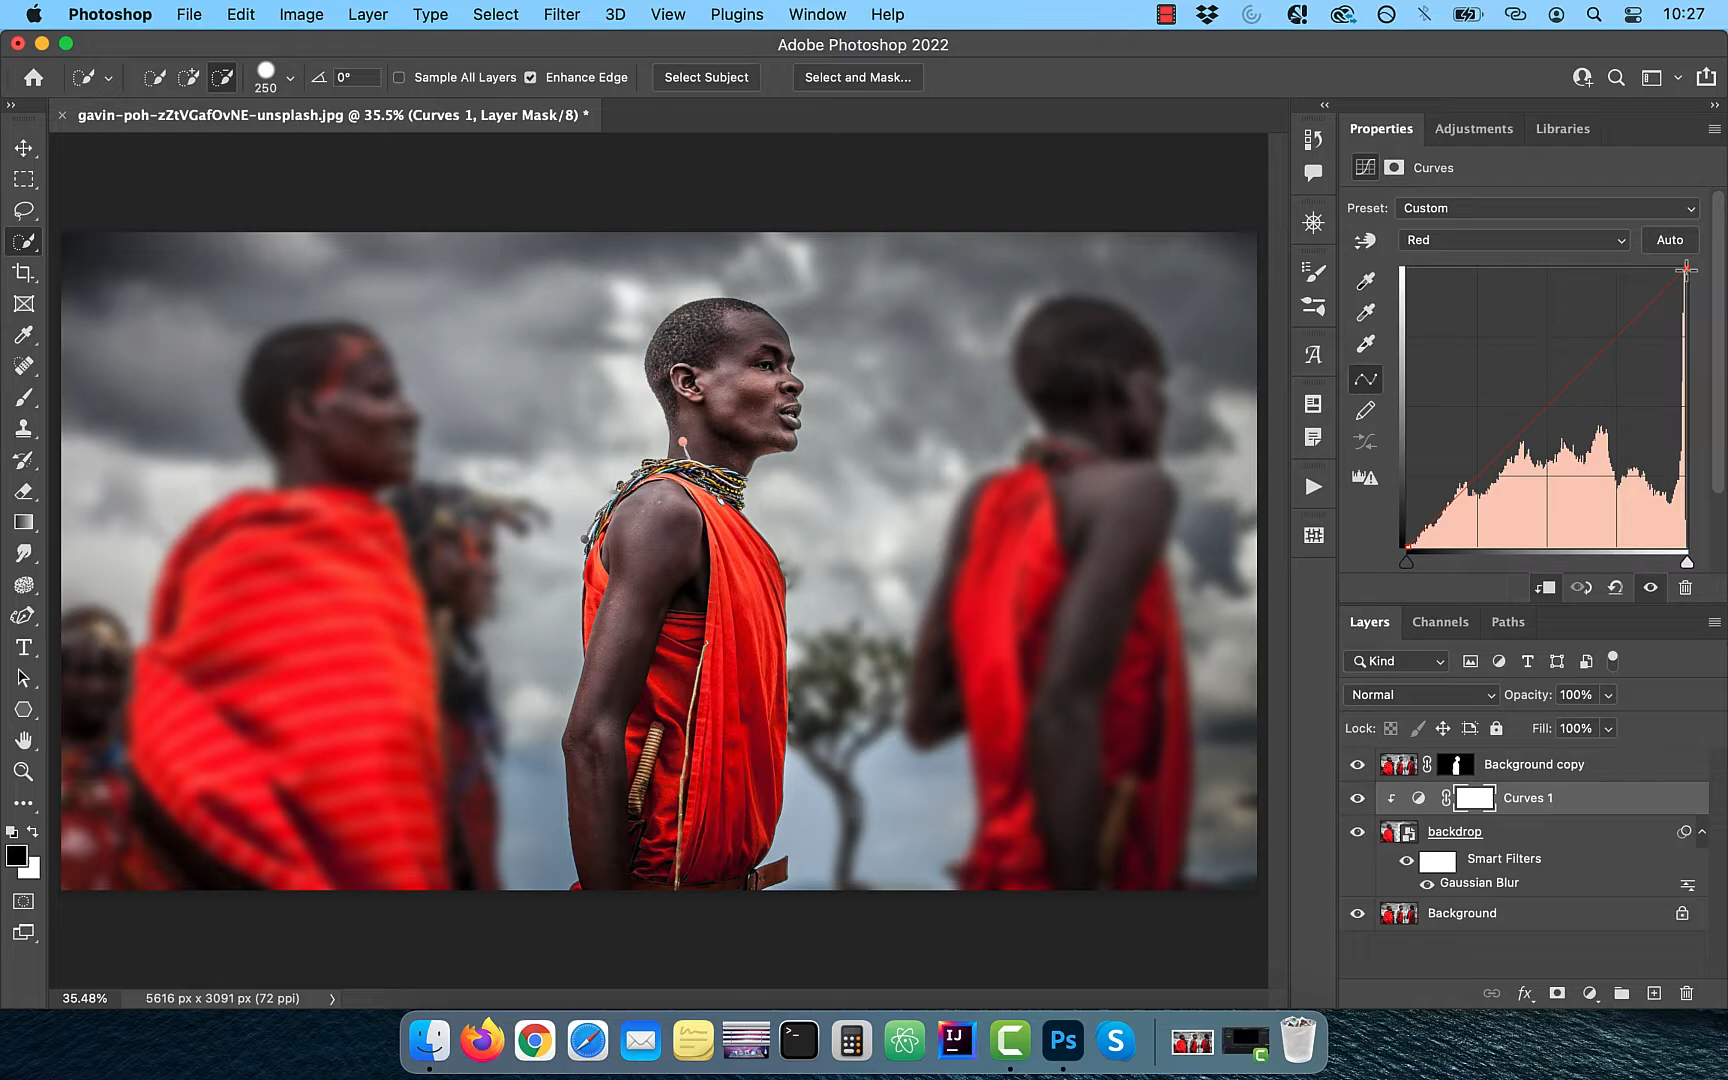 Photoshop File Edit Image Layer Type Select Filter 3D View Plugins Window Help 10:27
Adobe Photoshop 2022
250 0° Sample All Layers Enhance Edge Select Subject Select and Mask...
gavin-poh-zZtVGafOvNE-unsplash.jpg @ 35.5% (Curves 1, Layer Mask/8) *
Properties Adjustments Libraries
Curves
Preset: Custom
Red Auto
Layers Channels Paths
Kind
Normal Opacity: 100%
Lock: Fill: 100%
Background copy
Curves 1
backdrop
Smart Filters
Gaussian Blur
Background
35.48% 5616 px x 3091 px (72 ppi)
fx
IJ
Ps